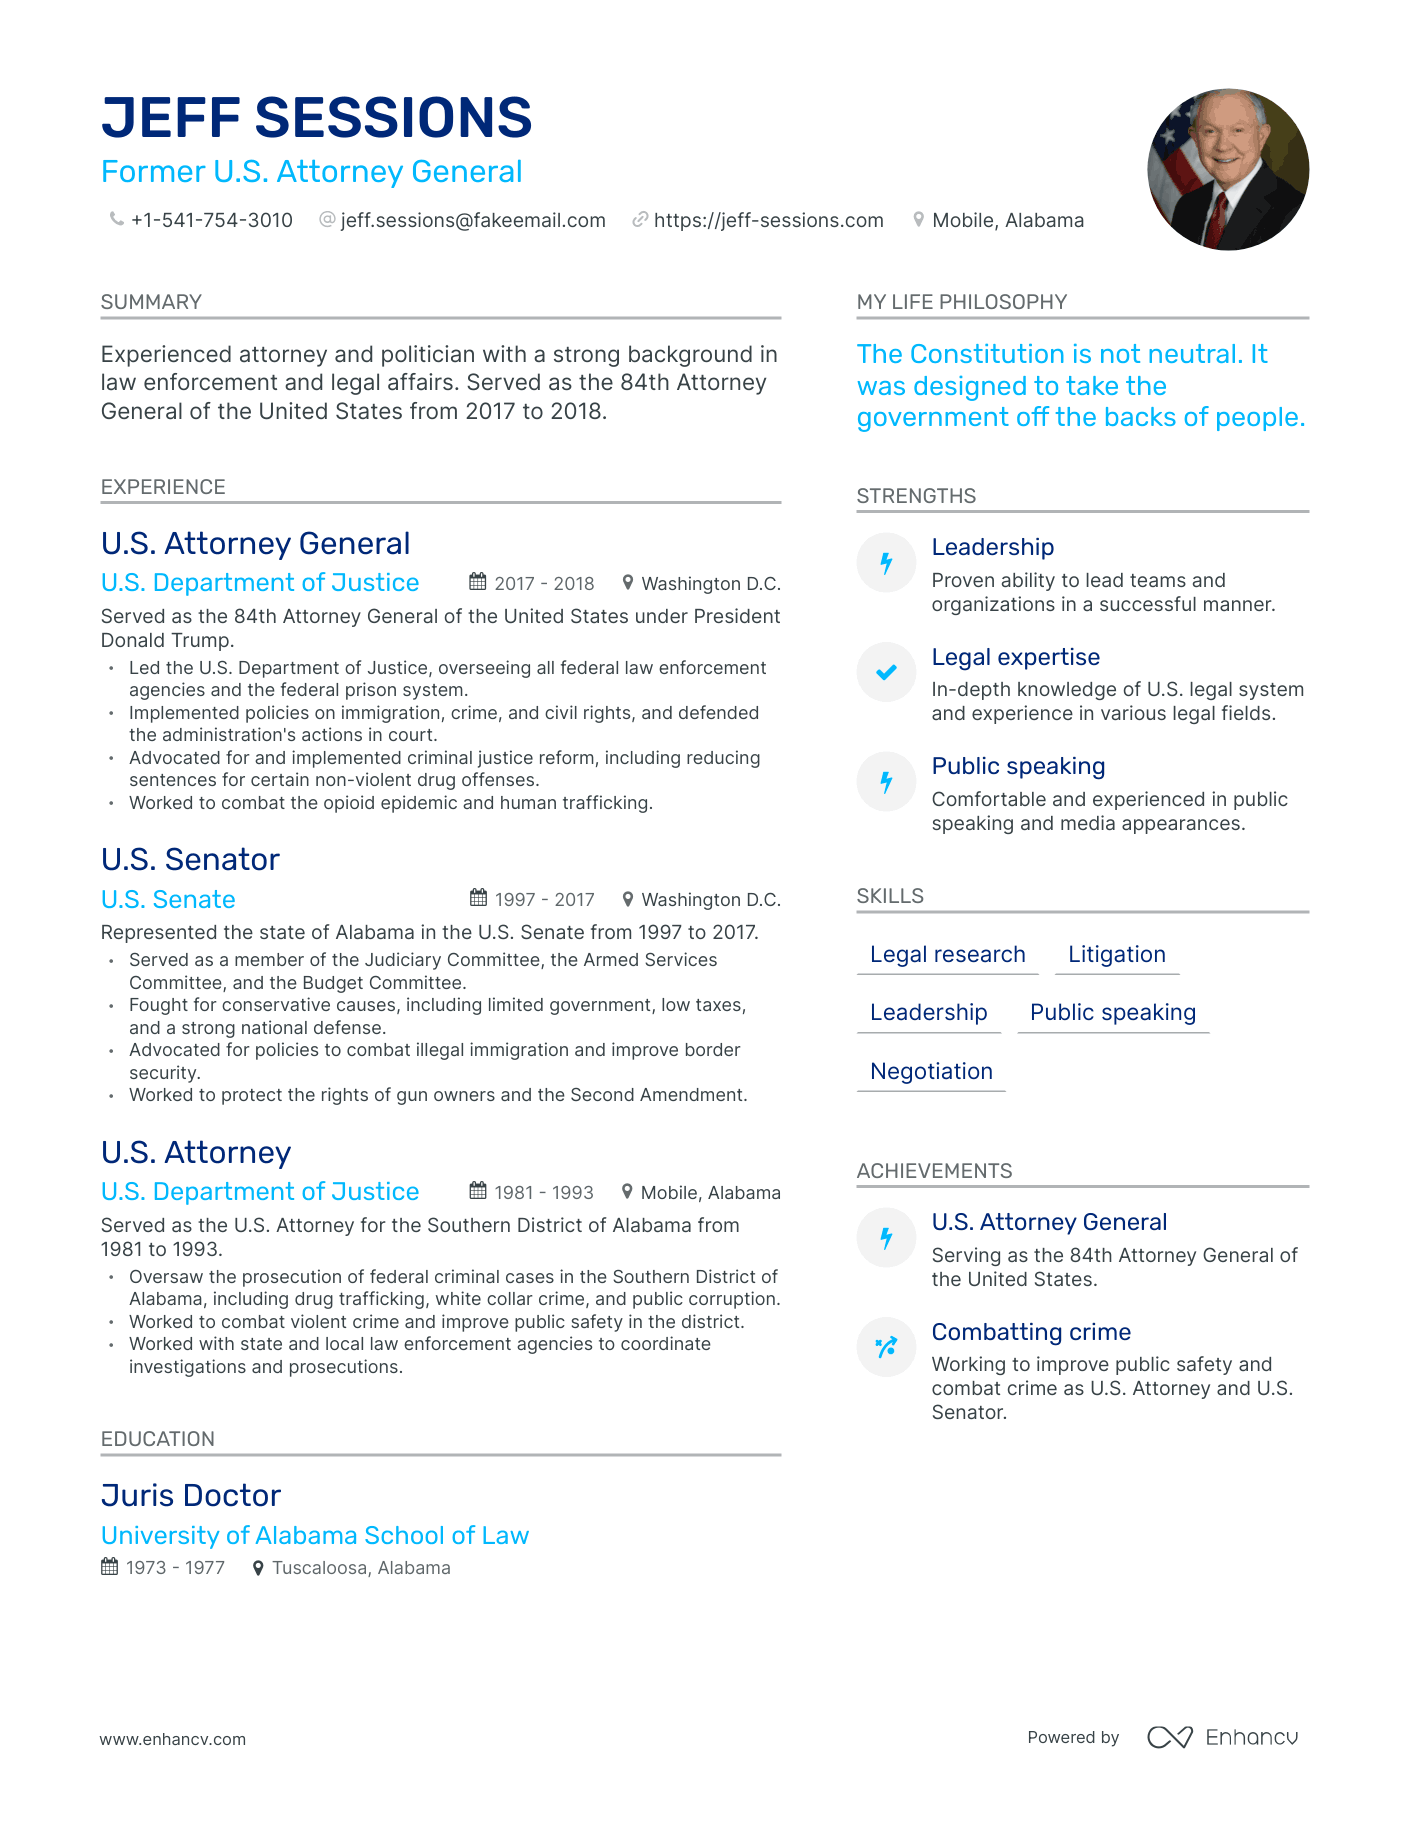 JEFF SESSIONS
Former U.S. Attorney General
+1-541-754-3010 @ jeff.sessions@fakeemail.com https://jeff-sessions.com Mobile, Alabama
SUMMARY
Experienced attorney and politician with a strong background in
law enforcement and legal affairs. Served as the 84th Attorney
General of the United States from 2017 to 2018.
EXPERIENCE
U.S. Attorney General
U.S. Department of Justice 2017 - 2018 Washington D.C.
Served as the 84th Attorney General of the United States under President
Donald Trump.
• Led the U.S. Department of Justice, overseeing all federal law enforcement
agencies and the federal prison system.
• Implemented policies on immigration, crime, and civil rights, and defended
the administration's actions in court.
• Advocated for and implemented criminal justice reform, including reducing
sentences for certain non-violent drug offenses.
• Worked to combat the opioid epidemic and human trafficking.
U.S. Senator
U.S. Senate 1997 - 2017 Washington D.C.
Represented the state of Alabama in the U.S. Senate from 1997 to 2017.
• Served as a member of the Judiciary Committee, the Armed Services
Committee, and the Budget Committee.
• Fought for conservative causes, including limited government, low taxes,
and a strong national defense.
• Advocated for policies to combat illegal immigration and improve border
security.
• Worked to protect the rights of gun owners and the Second Amendment.
U.S. Attorney
U.S. Department of Justice 1981 - 1993 Mobile, Alabama
Served as the U.S. Attorney for the Southern District of Alabama from
1981 to 1993.
• Oversaw the prosecution of federal criminal cases in the Southern District of
Alabama, including drug trafficking, white collar crime, and public corruption.
• Worked to combat violent crime and improve public safety in the district.
• Worked with state and local law enforcement agencies to coordinate
investigations and prosecutions.
EDUCATION
Juris Doctor
University of Alabama School of Law
1973 - 1977 Tuscaloosa, Alabama
MY LIFE PHILOSOPHY
The Constitution is not neutral. It
was designed to take the
government off the backs of people.
STRENGTHS
Leadership
Proven ability to lead teams and
organizations in a successful manner.
Legal expertise
In-depth knowledge of U.S. legal system
and experience in various legal fields.
Public speaking
Comfortable and experienced in public
speaking and media appearances.
SKILLS
Legal research Litigation
Leadership Public speaking
Negotiation
ACHIEVEMENTS
U.S. Attorney General
Serving as the 84th Attorney General of
the United States.
Combatting crime
Working to improve public safety and
combat crime as U.S. Attorney and U.S.
Senator.
www.enhancv.com
Powered by Enhancv